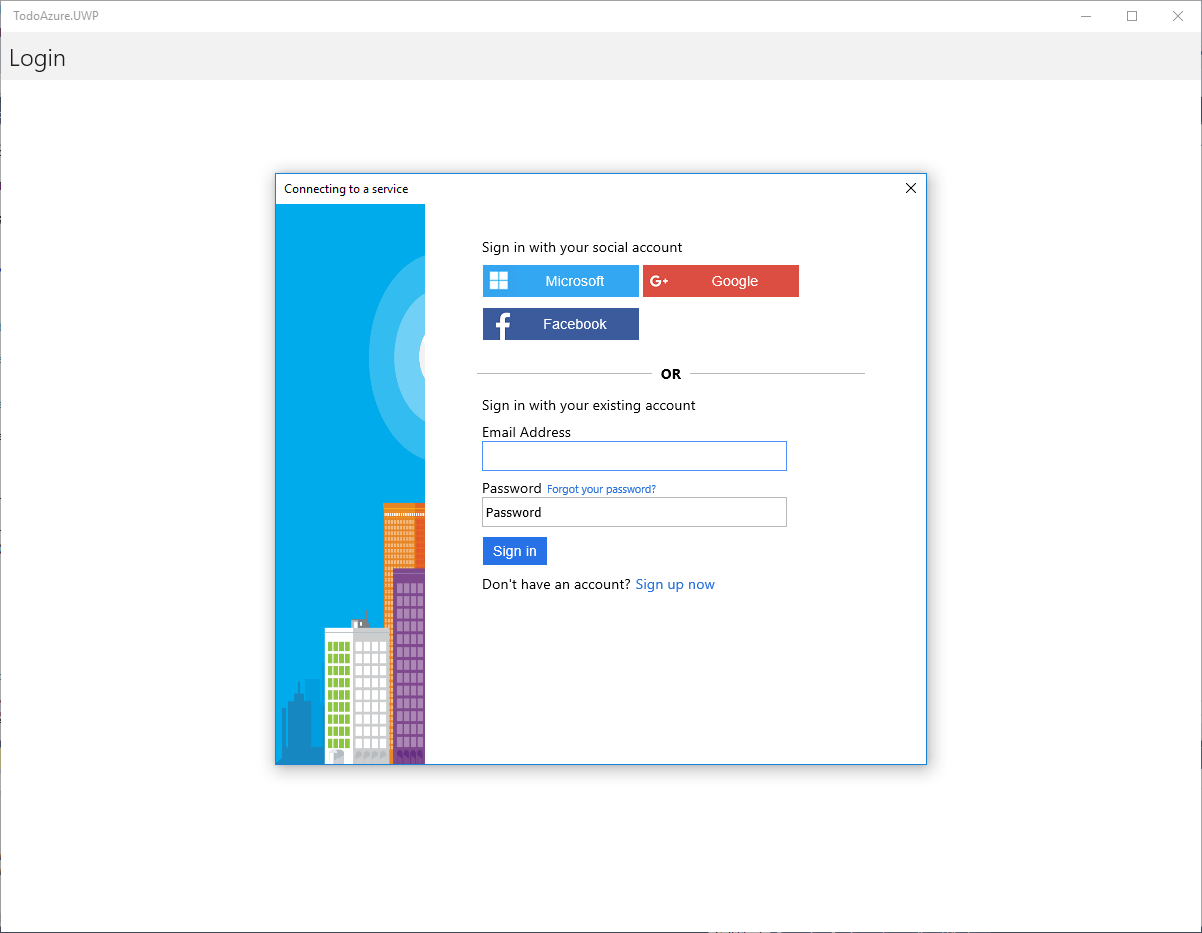 TodoAzure.UWP
Login
Connecting to a service
Sign in with your social account
Microsoft
G+ Google
Facebook
OR
Sign in with your existing account
Email Address
Password Forgot your password?
Password
Sign in
Don't have an account? Sign up now